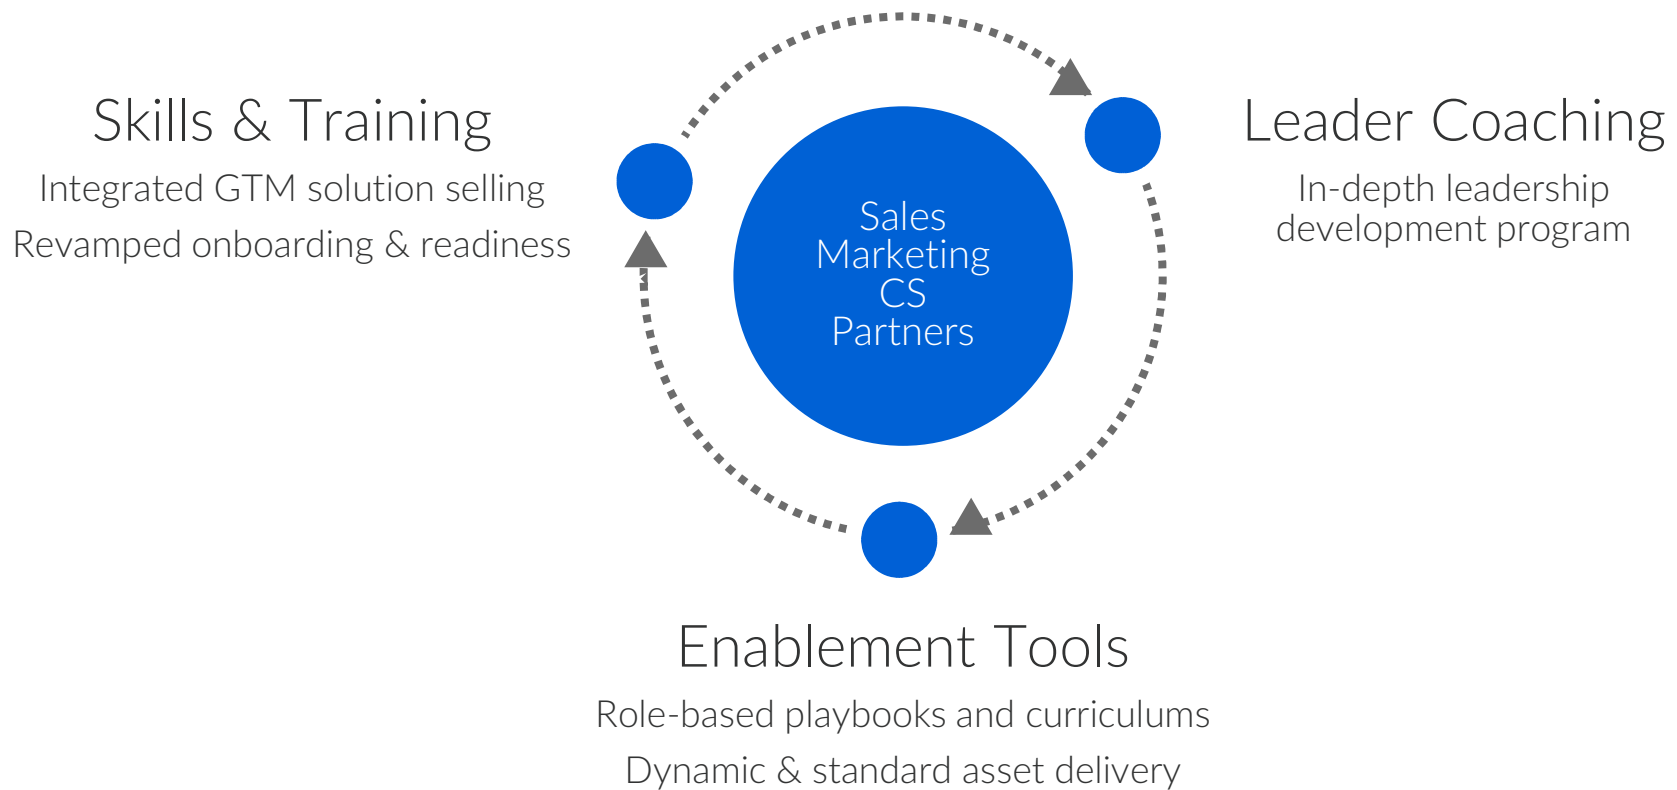 Skills & Training
Integrated GTM solution selling
Revamped onboarding & readiness
Sales
Marketing
CS
Partners
Leader Coaching
In-depth leadership
development program
Enablement Tools
Role-based playbooks and curriculums
Dynamic & standard asset delivery